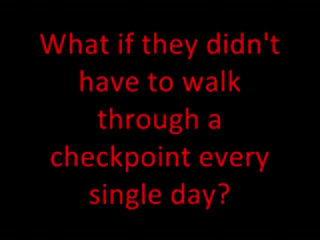 What if they didn't
have to walk
through a
checkpoint every
single day?